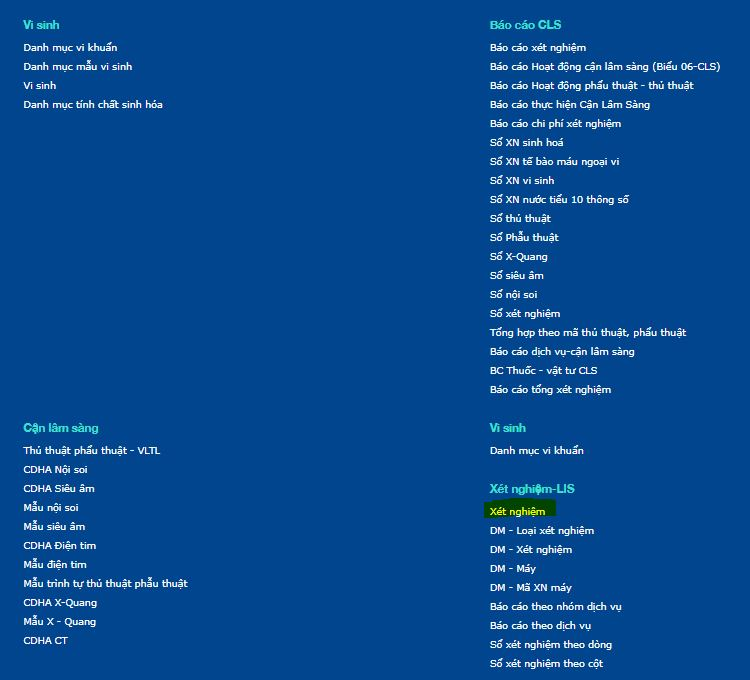 Vi sinh
Danh mục vi khuẩn
Danh mục mẫu vi sinh
Vi sinh
Danh mục tính chất sinh hóa
Báo cáo CLS
Báo cáo xét nghiệm
Báo cáo Hoạt động cận lâm sàng (Biểu 06-CLS)
Báo cáo Hoạt động phẩu thuật - thủ thuật
Báo cáo thực hiện Cận Lâm Sàng
Báo cáo chi phí xét nghiệm
Sổ XN sinh hoá
Sổ XN tế bào máu ngoại vi
Sổ XN vi sinh
Sổ XN nước tiểu 10 thông số
Sổ thủ thuật
Sổ Phẫu thuật
Sổ X-Quang
Sổ siêu âm
Sổ nội soi
Sổ xét nghiệm
Tổng hợp theo mã thủ thuật, phẩu thuật
Báo cáo dịch vụ-cận lâm sàng
BC Thuốc - vật tư CLS
Báo cáo tổng xét nghiệm
Cận lâm sàng
Thủ thuật phẩu thuật - VLTL
CDHA Nội soi
CDHA Siêu âm
Mẫu nội soi
Mẫu siêu âm
CDHA Điện tim
Mẫu điện tim
Mẫu trình tự thủ thuật phẫu thuật
CDHA X-Quang
Mẫu X - Quang
CDHA CT
Vi sinh
Danh mục vi khuẩn
Xét nghiệm-LIS
Xét nghiệm
DM - Loại xét nghiệm
DM - Xét nghiệm
DM - Máy
DM - Mã XN máy
Báo cáo theo nhóm dịch vụ
Báo cáo theo dịch vụ
Sổ xét nghiệm theo dòng
Sổ xét nghiệm theo cột